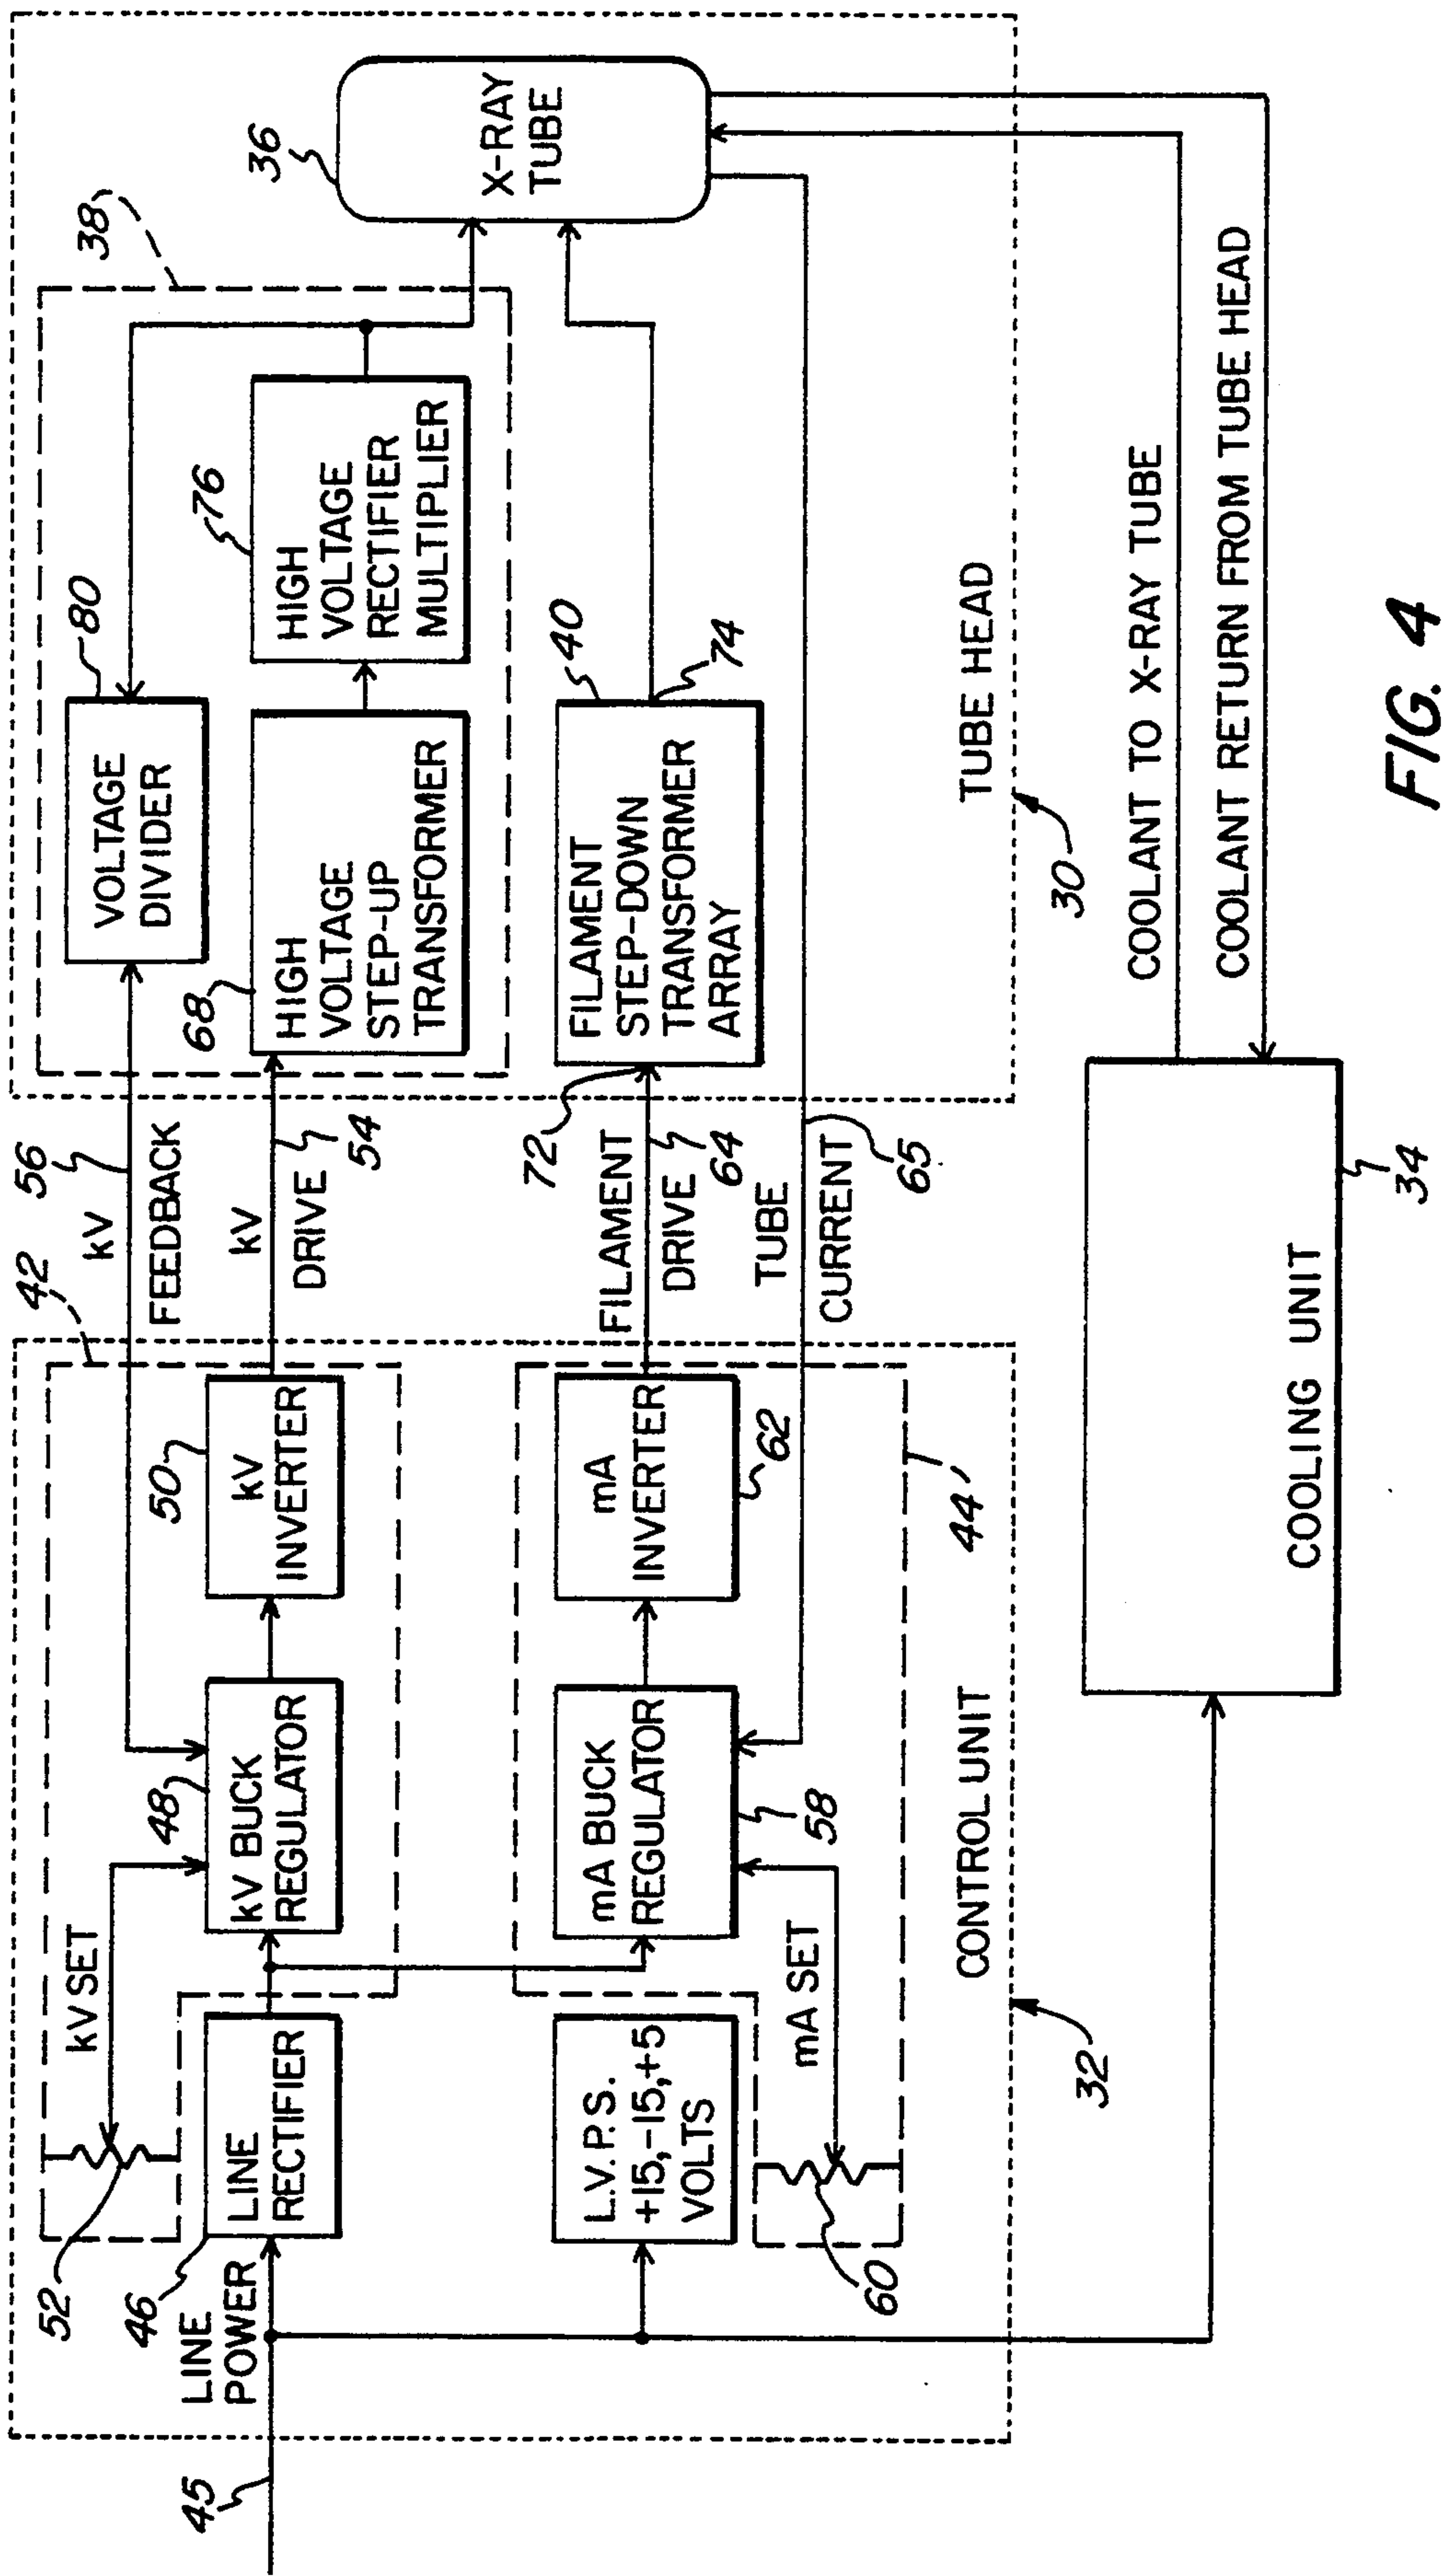 45
LINE
POWER
46
LINE
RECTIFIER
52
kV SET
48
kV BUCK
REGULATOR
50
kV
INVERTER
42
56
kV
FEEDBACK
kV
DRIVE
54
L.V.P.S.
+15,-15,+5
VOLTS
60
mA SET
mA BUCK
REGULATOR
58
mA
INVERTER
62
44
FILAMENT
DRIVE
64
TUBE
CURRENT
65
CONTROL UNIT
32
80
VOLTAGE
DIVIDER
68
HIGH
VOLTAGE
STEP-UP
TRANSFORMER
76
HIGH
VOLTAGE
RECTIFIER
MULTIPLIER
38
36
X-RAY
TUBE
72
FILAMENT
STEP-DOWN
TRANSFORMER
ARRAY
40
74
TUBE HEAD
30
COOLANT TO X-RAY TUBE
COOLANT RETURN FROM TUBE HEAD
COOLING UNIT
34
FIG. 4